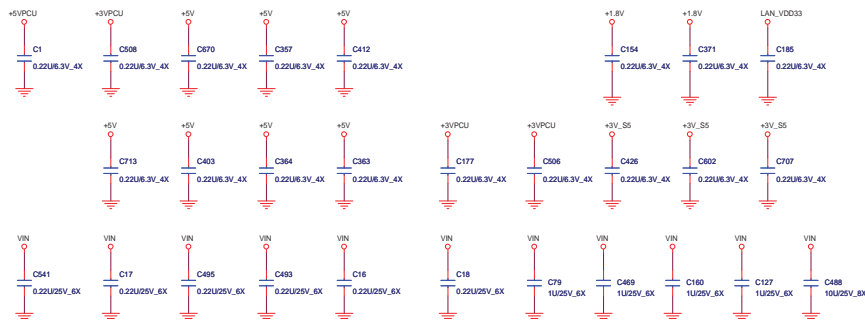 +5VPCU +3VPCU +5V +5V +5V +1.8V +1.8V LAN_VDD33
C1 C508 C670 C357 C412 C154 C371 C185
0.22U/6.3V_4X 0.22U/6.3V_4X 0.22U/6.3V_4X 0.22U/6.3V_4X 0.22U/6.3V_4X 0.22U/6.3V_4X 0.22U/6.3V_4X 0.22U/6.3V_4X
+5V +5V +5V +5V +3VPCU +3VPCU +3V_S5 +3V_S5 +3V_S5
C713 C403 C364 C363 C177 C506 C426 C602 C707
0.22U/6.3V_4X 0.22U/6.3V_4X 0.22U/6.3V_4X 0.22U/6.3V_4X 0.22U/6.3V_4X 0.22U/6.3V_4X 0.22U/6.3V_4X 0.22U/6.3V_4X 0.22U/6.3V_4X
VIN VIN VIN VIN VIN VIN VIN VIN VIN VIN VIN
C541 C17 C495 C493 C16 C18 C79 C469 C160 C127 C488
0.22U/25V_6X 0.22U/25V_6X 0.22U/25V_6X 0.22U/25V_6X 0.22U/25V_6X 0.22U/25V_6X 1U/25V_6X 1U/25V_6X 1U/25V_6X 1U/25V_6X 10U/25V_8X